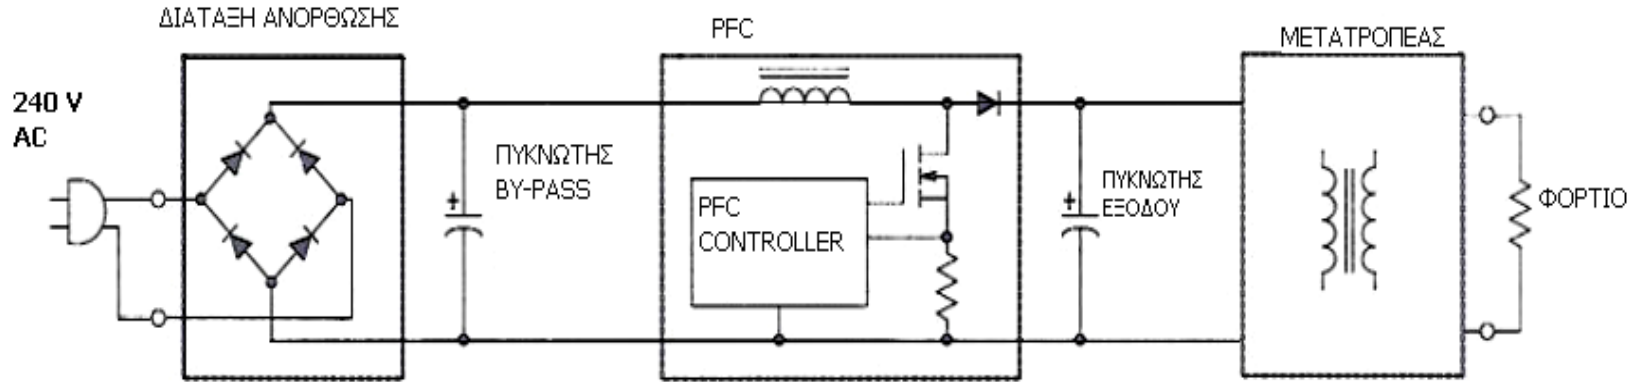 ΔΙΑΤΑΞΗ ΑΝΟΡΘΩΣΗΣ
PFC
ΜΕΤΑΤΡΟΠΕΑΣ
240 V
AC
ΠΥΚΝΩΤΗΣ
BY-PASS
PFC
CONTROLLER
ΠΥΚΝΩΤΗΣ
ΕΞΟΔΟΥ
ΦΟΡΤΙΟ
+
+